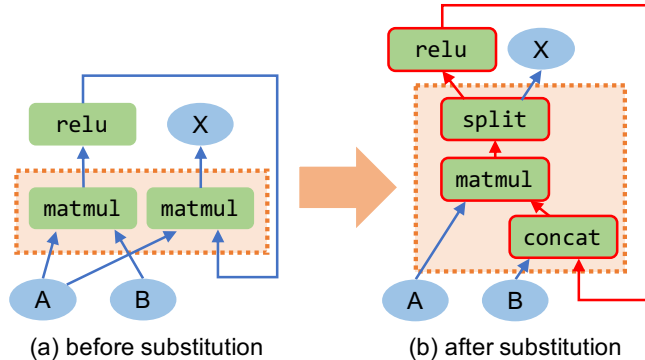 relu
X
matmul
matmul
A
B
(a) before substitution
relu
X
split
matmul
concat
A
B
(b) after substitution